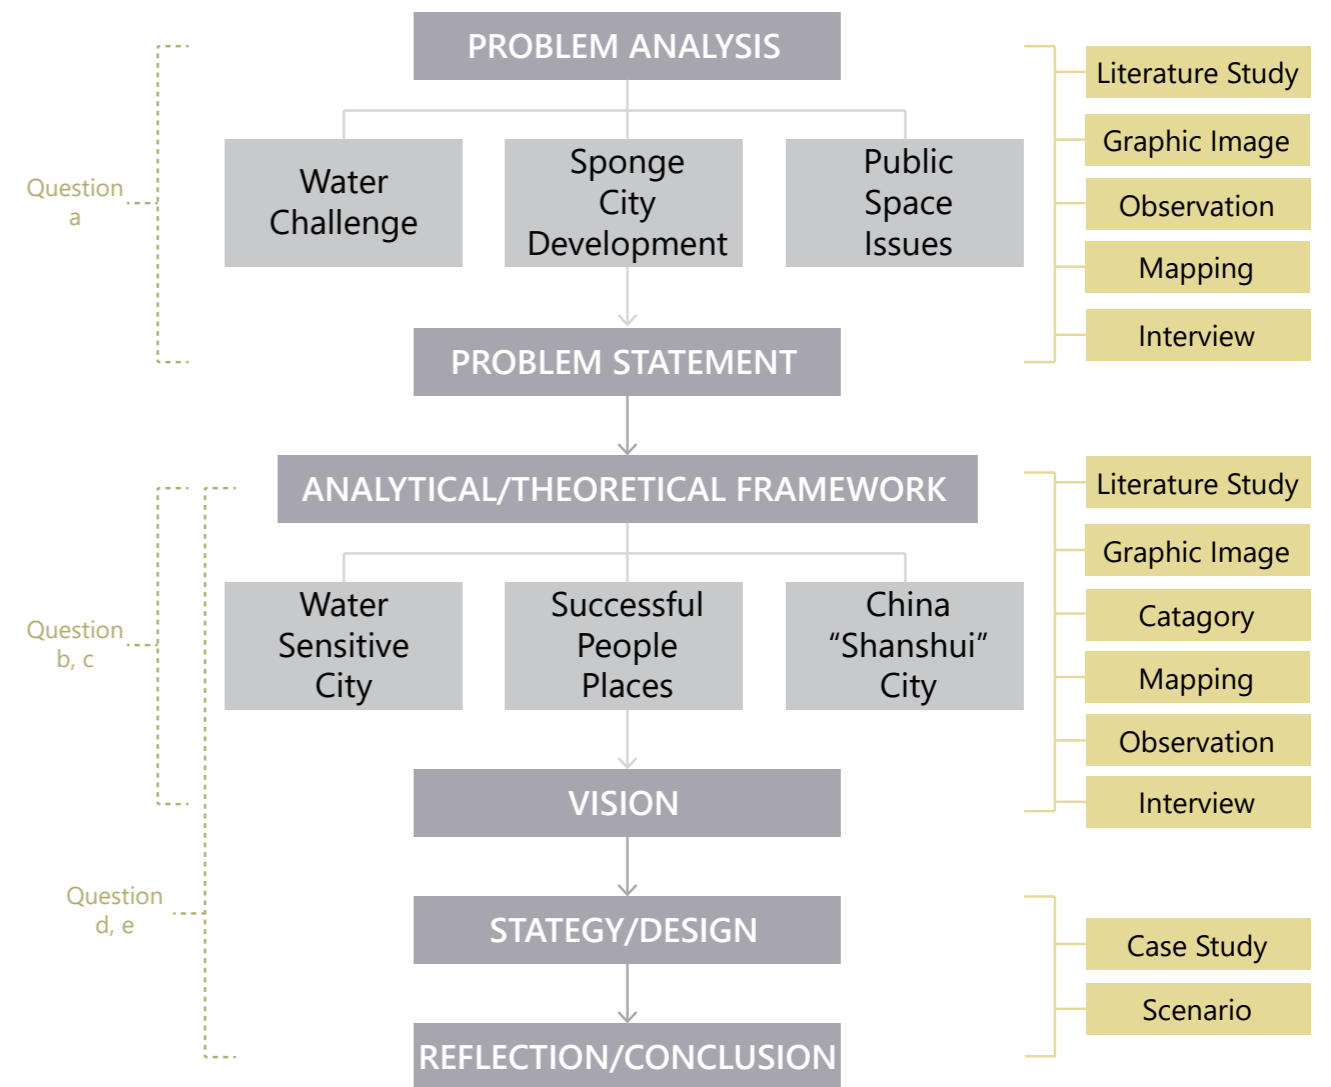 PROBLEM ANALYSIS
Water
Challenge
Sponge
City
Development
Public
Space
Issues
PROBLEM STATEMENT
Question
a
Literature Study
Graphic Image
Observation
Mapping
Interview
ANALYTICAL/THEORETICAL FRAMEWORK
Water
Sensitive
City
Successful
People
Places
China
“Shanshui”
City
VISION
Question
b, c
Literature Study
Graphic Image
Catagory
Mapping
Observation
Interview
Question
d, e
STATEGY/DESIGN
REFLECTION/CONCLUSION
Case Study
Scenario